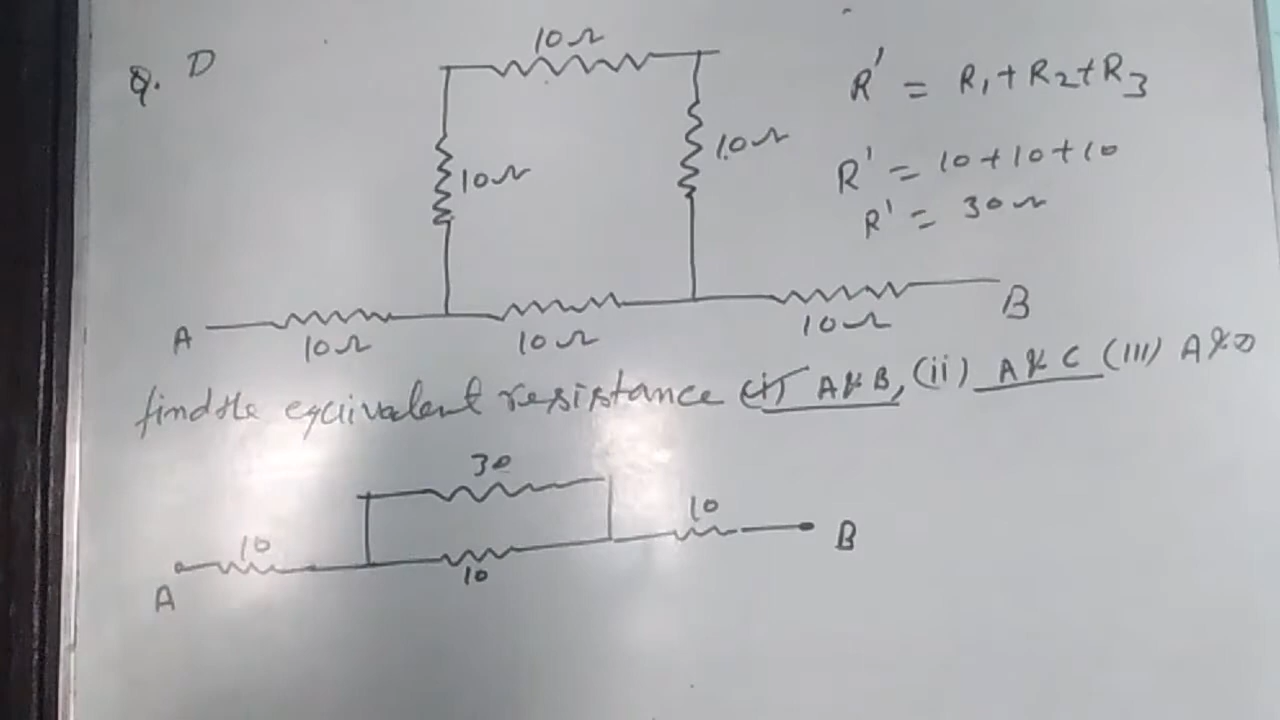 Q. D
10Ω
10Ω
10Ω
R' = R1 + R2 + R3
R' = 10 + 10 + 10
R' = 30Ω
A
10Ω
10Ω
10Ω
B
find the equivalent resistance (i) A & B, (ii) A & C (III) A & D
30
10
10
10
A
B